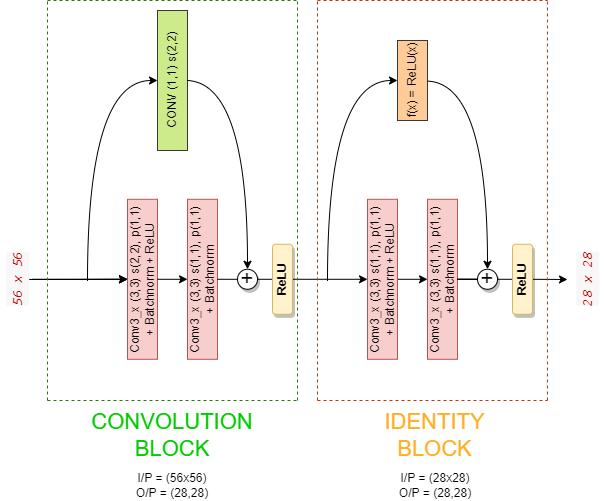 CONV (1,1) s(2,2)
f(x) = ReLU(x)
56 x 56
Conv3_x (3,3) s(2,2), p(1,1)
+ Batchnorm + ReLU
Conv3_x (3,3) s(1,1), p(1,1)
+ Batchnorm
+
ReLU
Conv3_x (3,3) s(1,1), p(1,1)
+ Batchnorm + ReLU
Conv3_x (3,3) s(1,1), p(1,1)
+ Batchnorm
+
ReLU
28 x 28
CONVOLUTION
BLOCK
I/P = (56x56)
O/P = (28,28)
IDENTITY
BLOCK
I/P = (28x28)
O/P = (28,28)